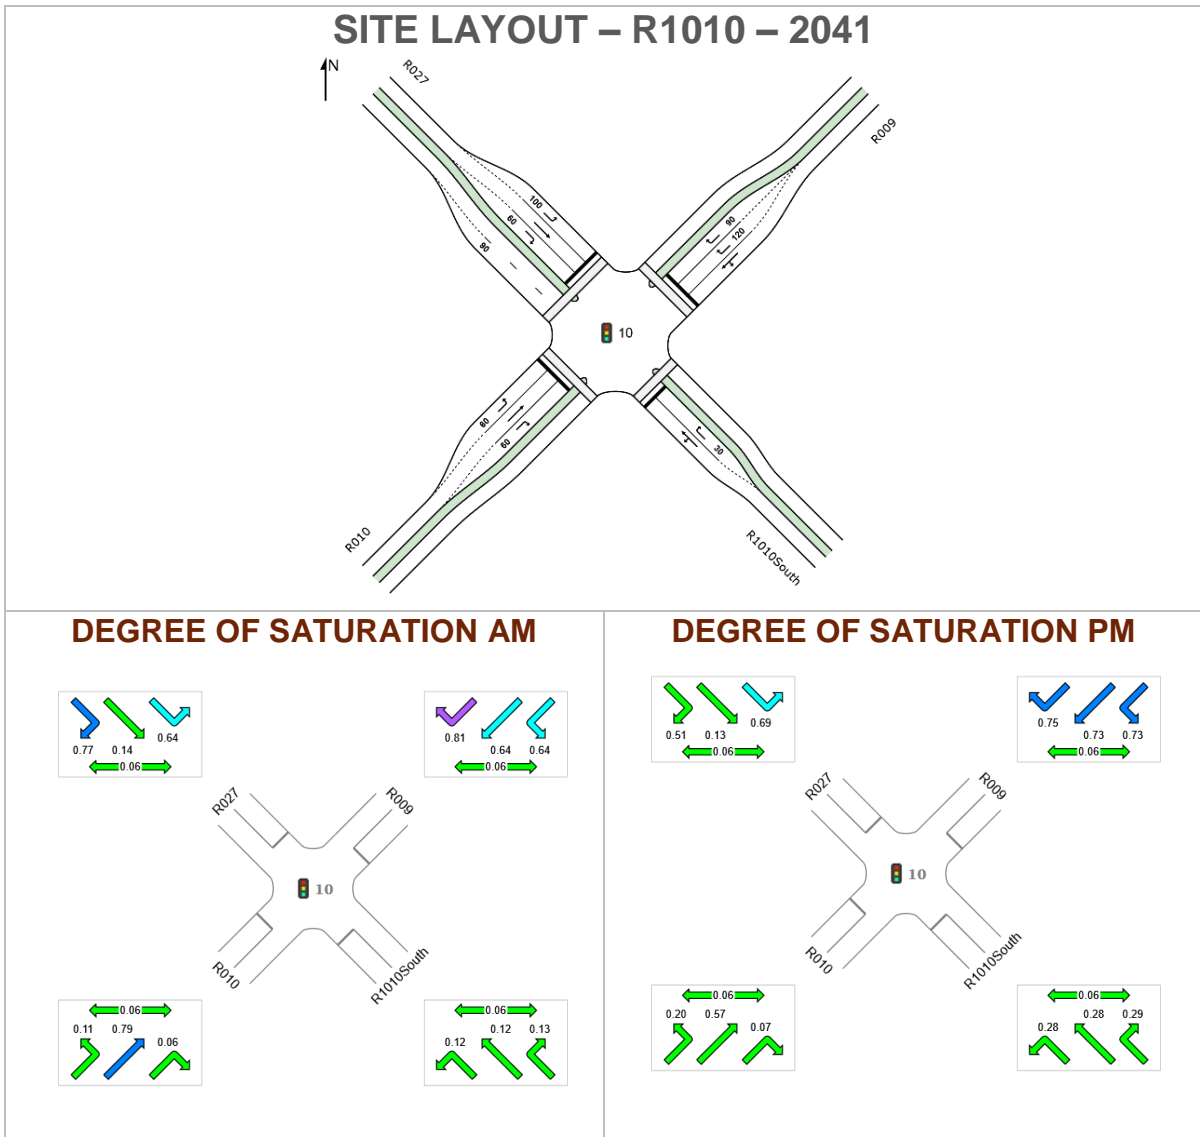 SITE LAYOUT – R1010 – 2041
N
R027
R009
100
60
90
90
120
10
80
60
30
R010
R1010South
DEGREE OF SATURATION AM
0.77 0.14 0.64
0.06
0.81 0.64 0.64
0.06
R027
R009
10
R010
R1010South
0.06
0.11 0.79 0.06
0.06
0.12 0.12 0.13
DEGREE OF SATURATION PM
0.51 0.13 0.69
0.06
0.75 0.73 0.73
0.06
R027
R009
10
R010
R1010South
0.06
0.20 0.57 0.07
0.06
0.28 0.28 0.29